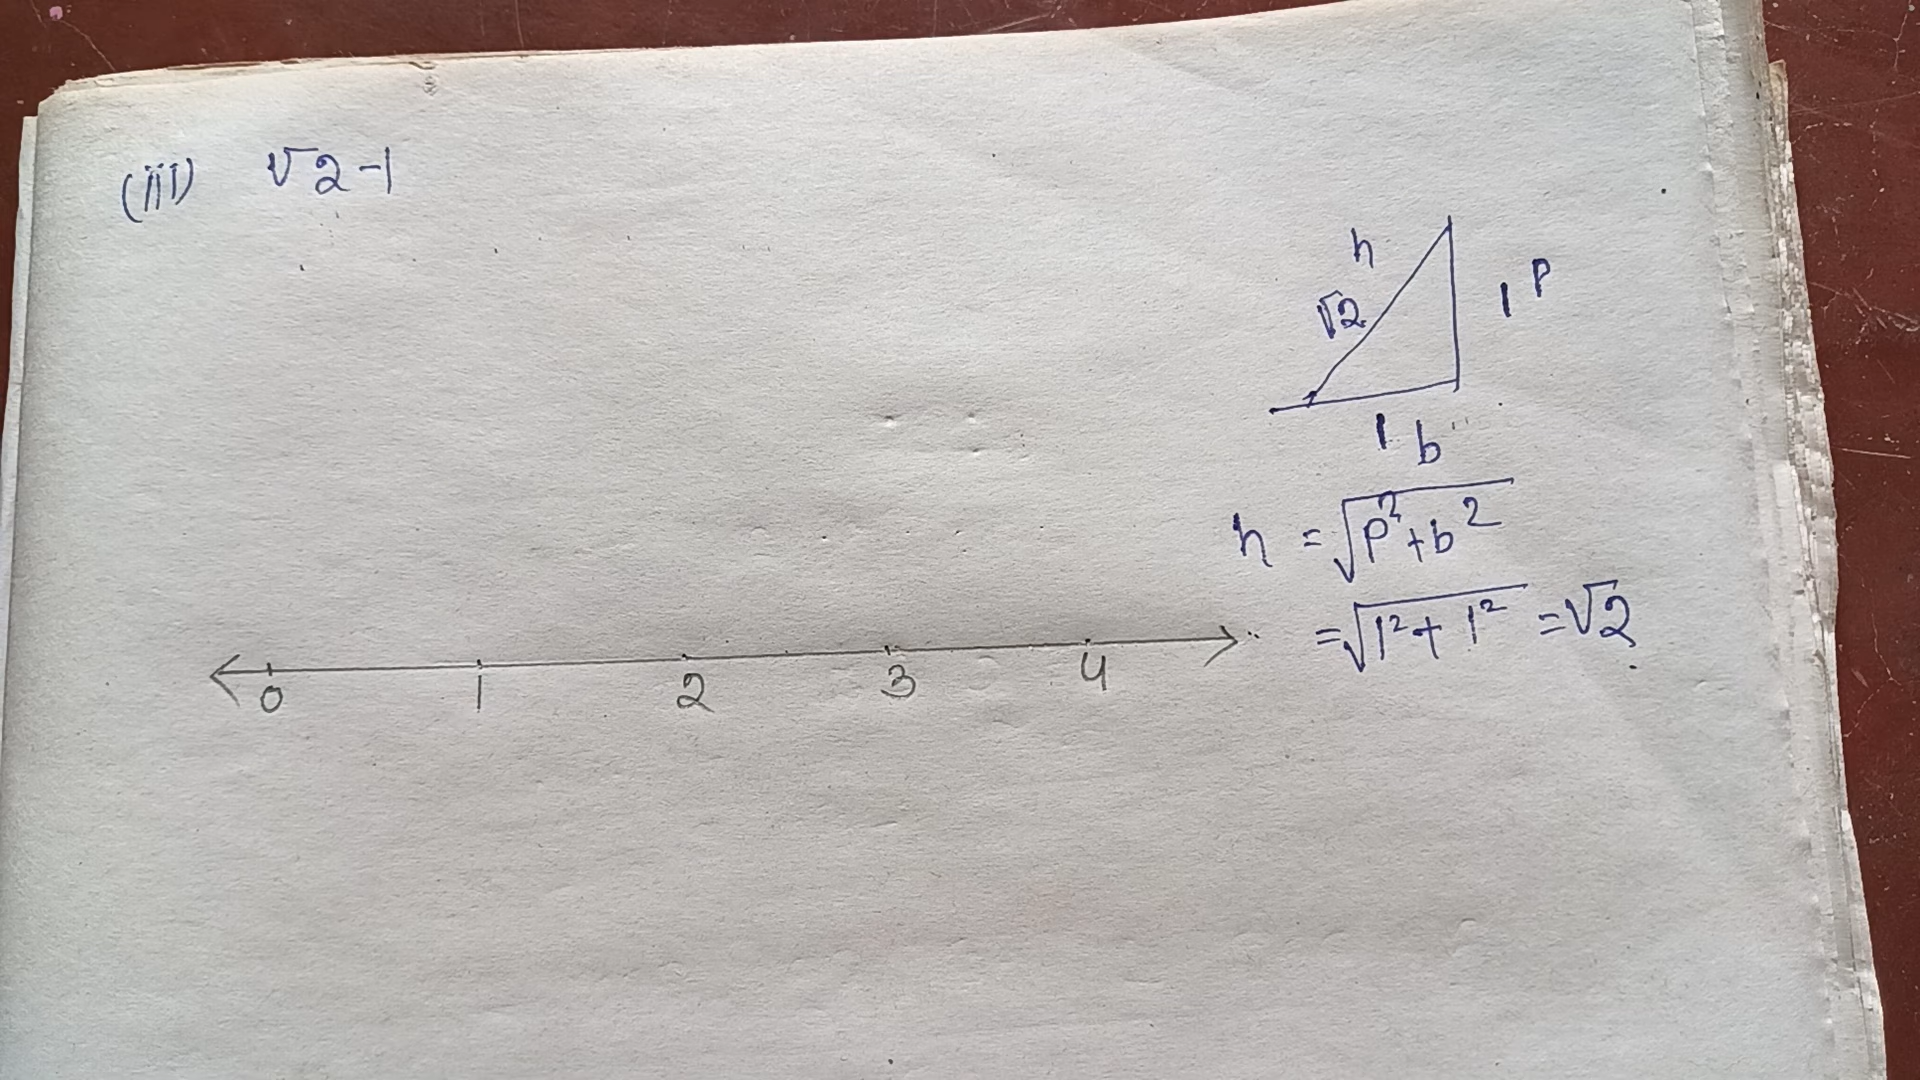 (iii) √2-1
h
√2
1 P
1 b
h = √p²+b²
=√1²+1² =√2
0 1 2 3 4